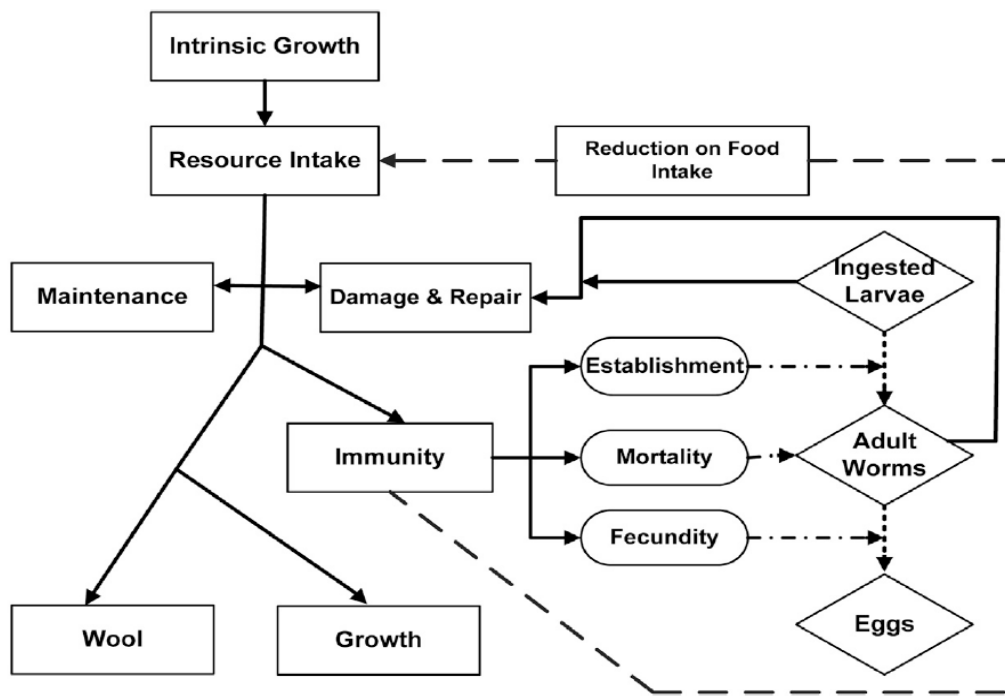 Intrinsic Growth
Resource Intake
Reduction on Food
Intake
Maintenance
Damage & Repair
Ingested
Larvae
Establishment
Immunity
Mortality
Adult
Worms
Fecundity
Wool
Growth
Eggs